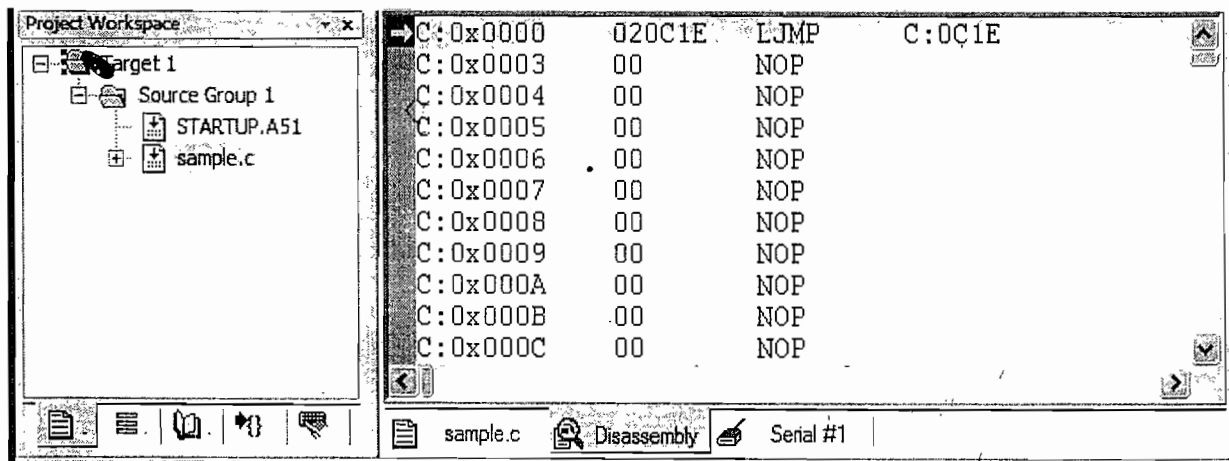 Project Workspace
Target 1
Source Group 1
STARTUP.A51
sample.c
C:0x0000 020C1E LJMP C:0C1E
C:0x0003 00 NOP
C:0x0004 00 NOP
C:0x0005 00 NOP
C:0x0006 00 NOP
C:0x0007 00 NOP
C:0x0008 00 NOP
C:0x0009 00 NOP
C:0x000A 00 NOP
C:0x000B 00 NOP
C:0x000C 00 NOP
sample.c Disassembly Serial #1